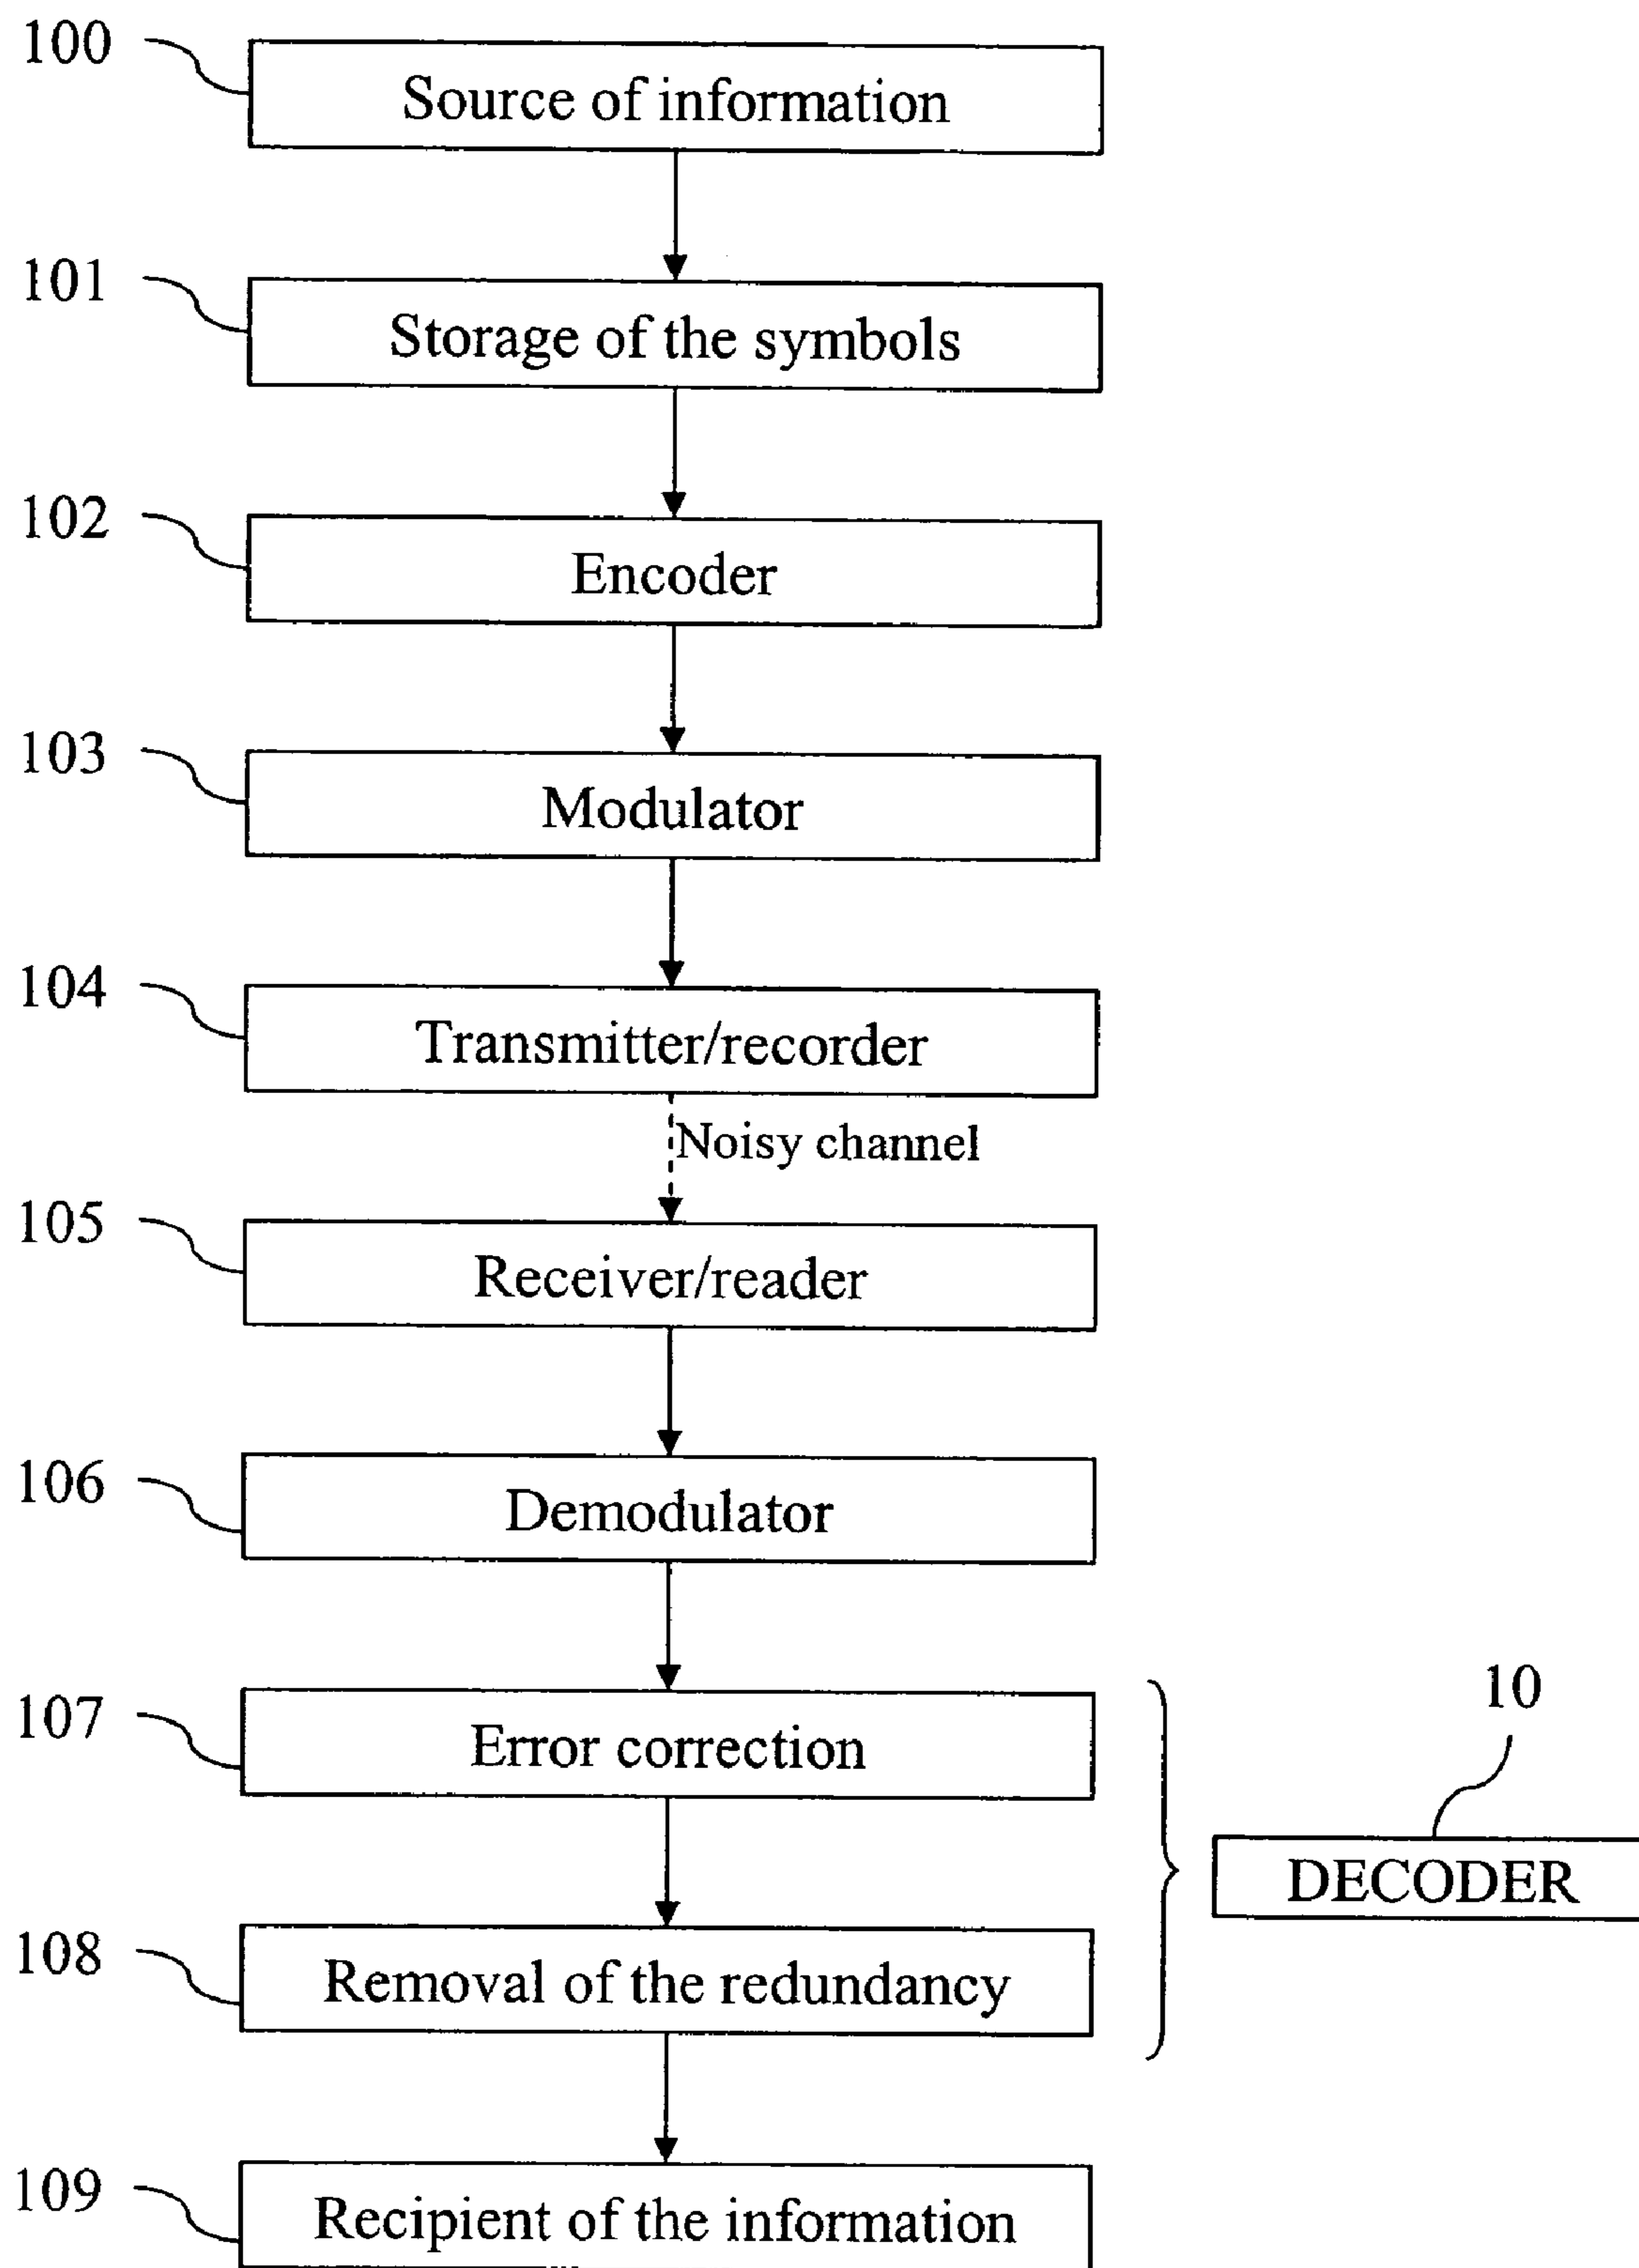 100
Source of information
101
Storage of the symbols
102
Encoder
103
Modulator
104
Transmitter/recorder
Noisy channel
105
Receiver/reader
106
Demodulator
107
Error correction
10
DECODER
108
Removal of the redundancy
109
Recipient of the information